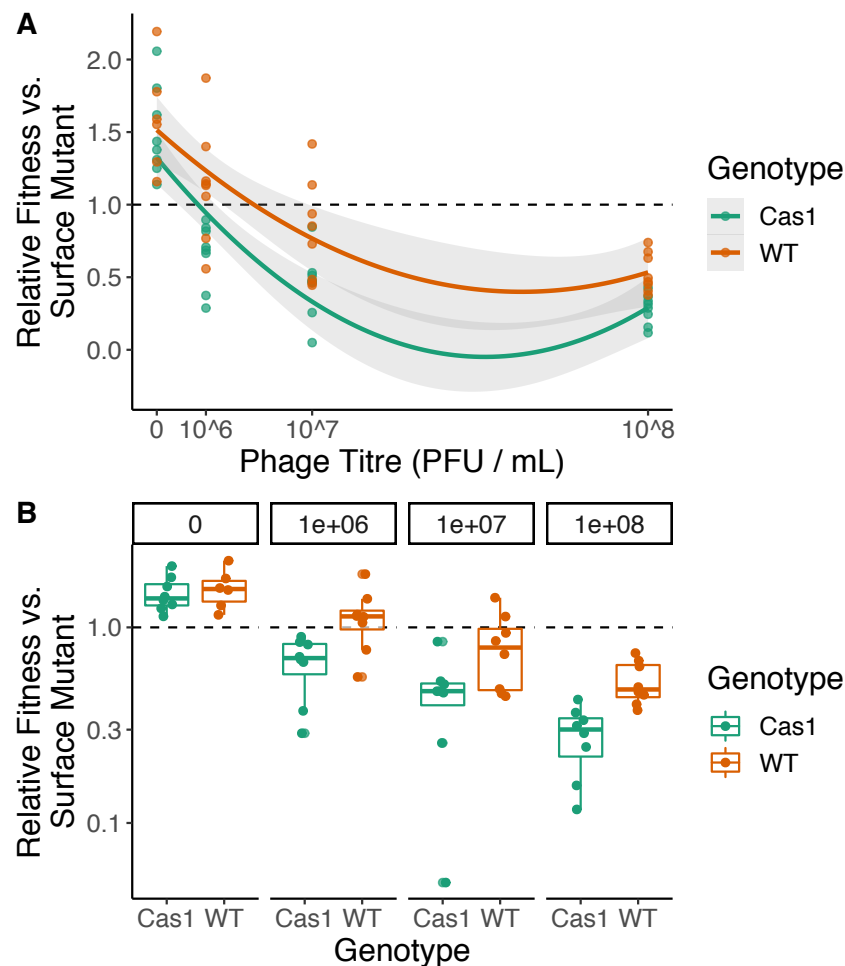 A
Relative Fitness vs.
Surface Mutant
2.0
1.5
1.0
0.5
0.0
0 10^6 10^7 10^8
Phage Titre (PFU / mL)
Genotype
Cas1
WT
B
0 1e+06 1e+07 1e+08
Relative Fitness vs.
Surface Mutant
1.0
0.3
0.1
Cas1 WT Cas1 WT Cas1 WT Cas1 WT
Genotype
Genotype
Cas1
WT